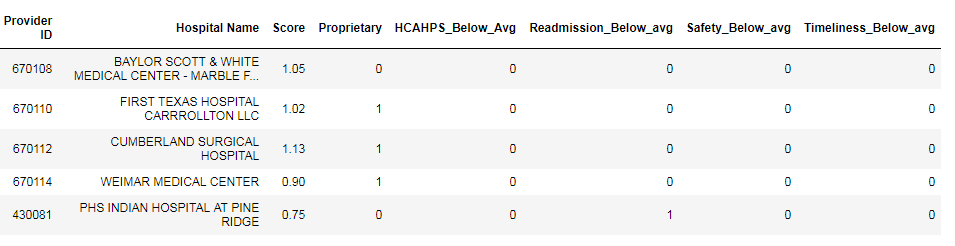 Provider ID Hospital Name Score Proprietary HCAHPS_Below_Avg Readmission_Below_avg Safety_Below_avg Timeliness_Below_avg
670108 BAYLOR SCOTT & WHITE MEDICAL CENTER - MARBLE F... 1.05 0 0 0 0 0
670110 FIRST TEXAS HOSPITAL CARRROLLTON LLC 1.02 1 0 0 0 0
670112 CUMBERLAND SURGICAL HOSPITAL 1.13 1 0 0 0 0
670114 WEIMAR MEDICAL CENTER 0.90 1 0 0 0 0
430081 PHS INDIAN HOSPITAL AT PINE RIDGE 0.75 0 0 1 0 0